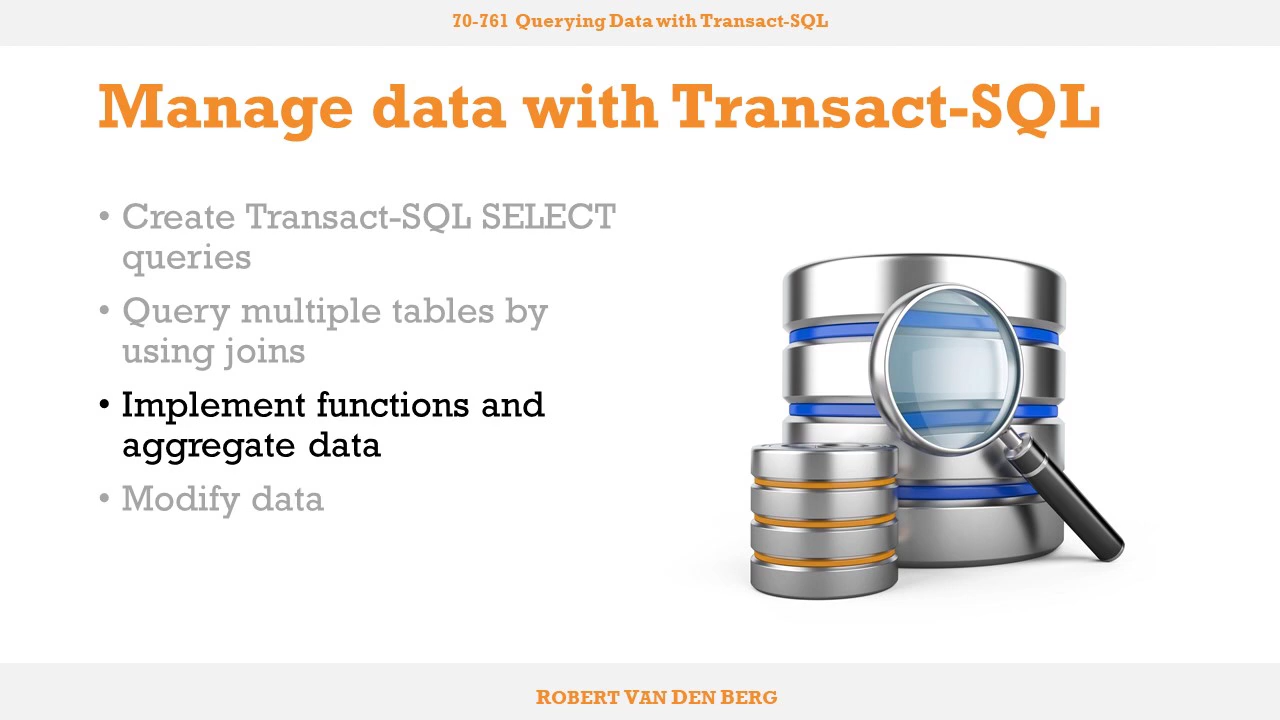 70-761 Querying Data with Transact-SQL
Manage data with Transact-SQL
• Create Transact-SQL SELECT
queries
• Query multiple tables by
using joins
• Implement functions and
aggregate data
• Modify data
ROBERT VAN DEN BERG